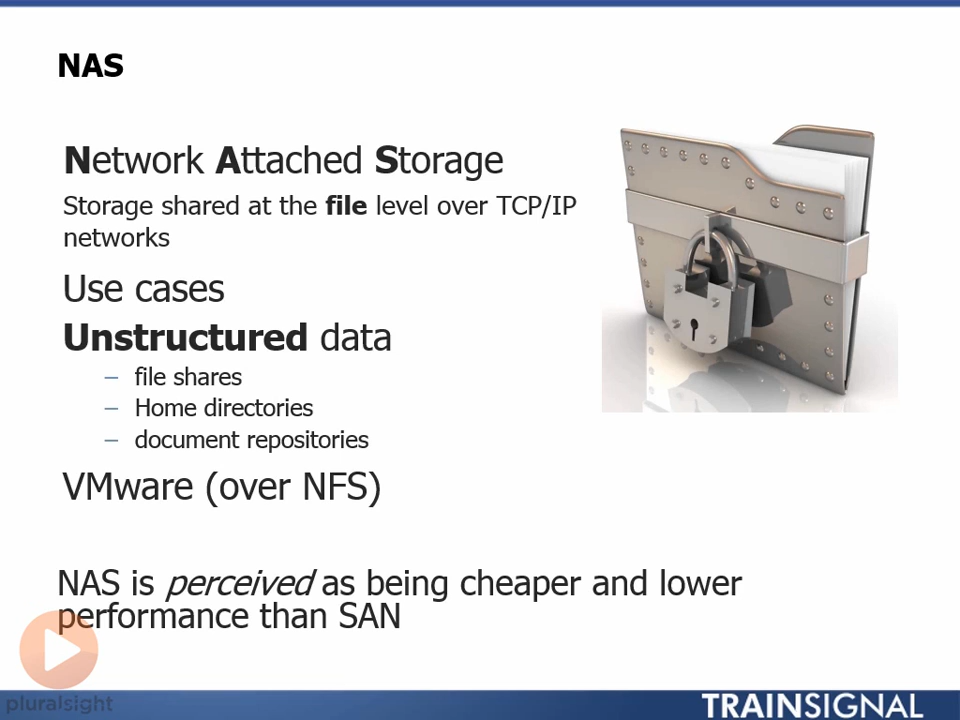 NAS
Network Attached Storage
Storage shared at the file level over TCP/IP
networks
Use cases
Unstructured data
– file shares
– Home directories
– document repositories
VMware (over NFS)
NAS is perceived as being cheaper and lower
performance than SAN
pluralsight
TRAINSIGNAL